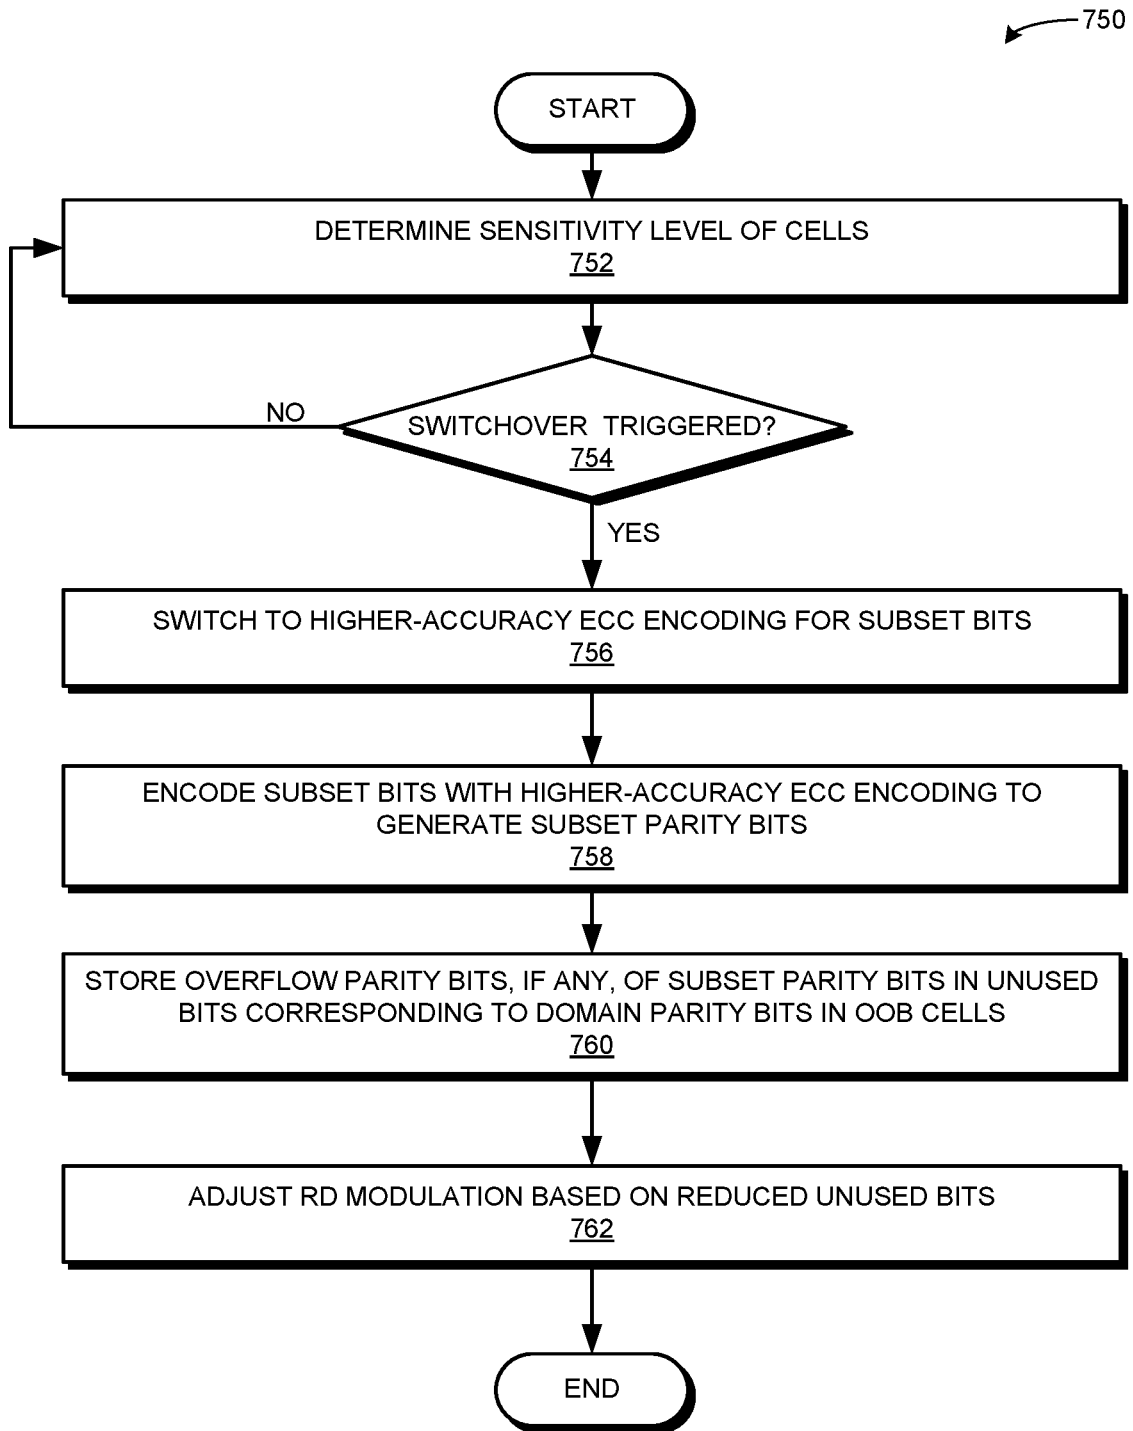 750
START
DETERMINE SENSITIVITY LEVEL OF CELLS
752
NO
SWITCHOVER TRIGGERED?
754
YES
SWITCH TO HIGHER-ACCURACY ECC ENCODING FOR SUBSET BITS
756
ENCODE SUBSET BITS WITH HIGHER-ACCURACY ECC ENCODING TO
GENERATE SUBSET PARITY BITS
758
STORE OVERFLOW PARITY BITS, IF ANY, OF SUBSET PARITY BITS IN UNUSED
BITS CORRESPONDING TO DOMAIN PARITY BITS IN OOB CELLS
760
ADJUST RD MODULATION BASED ON REDUCED UNUSED BITS
762
END